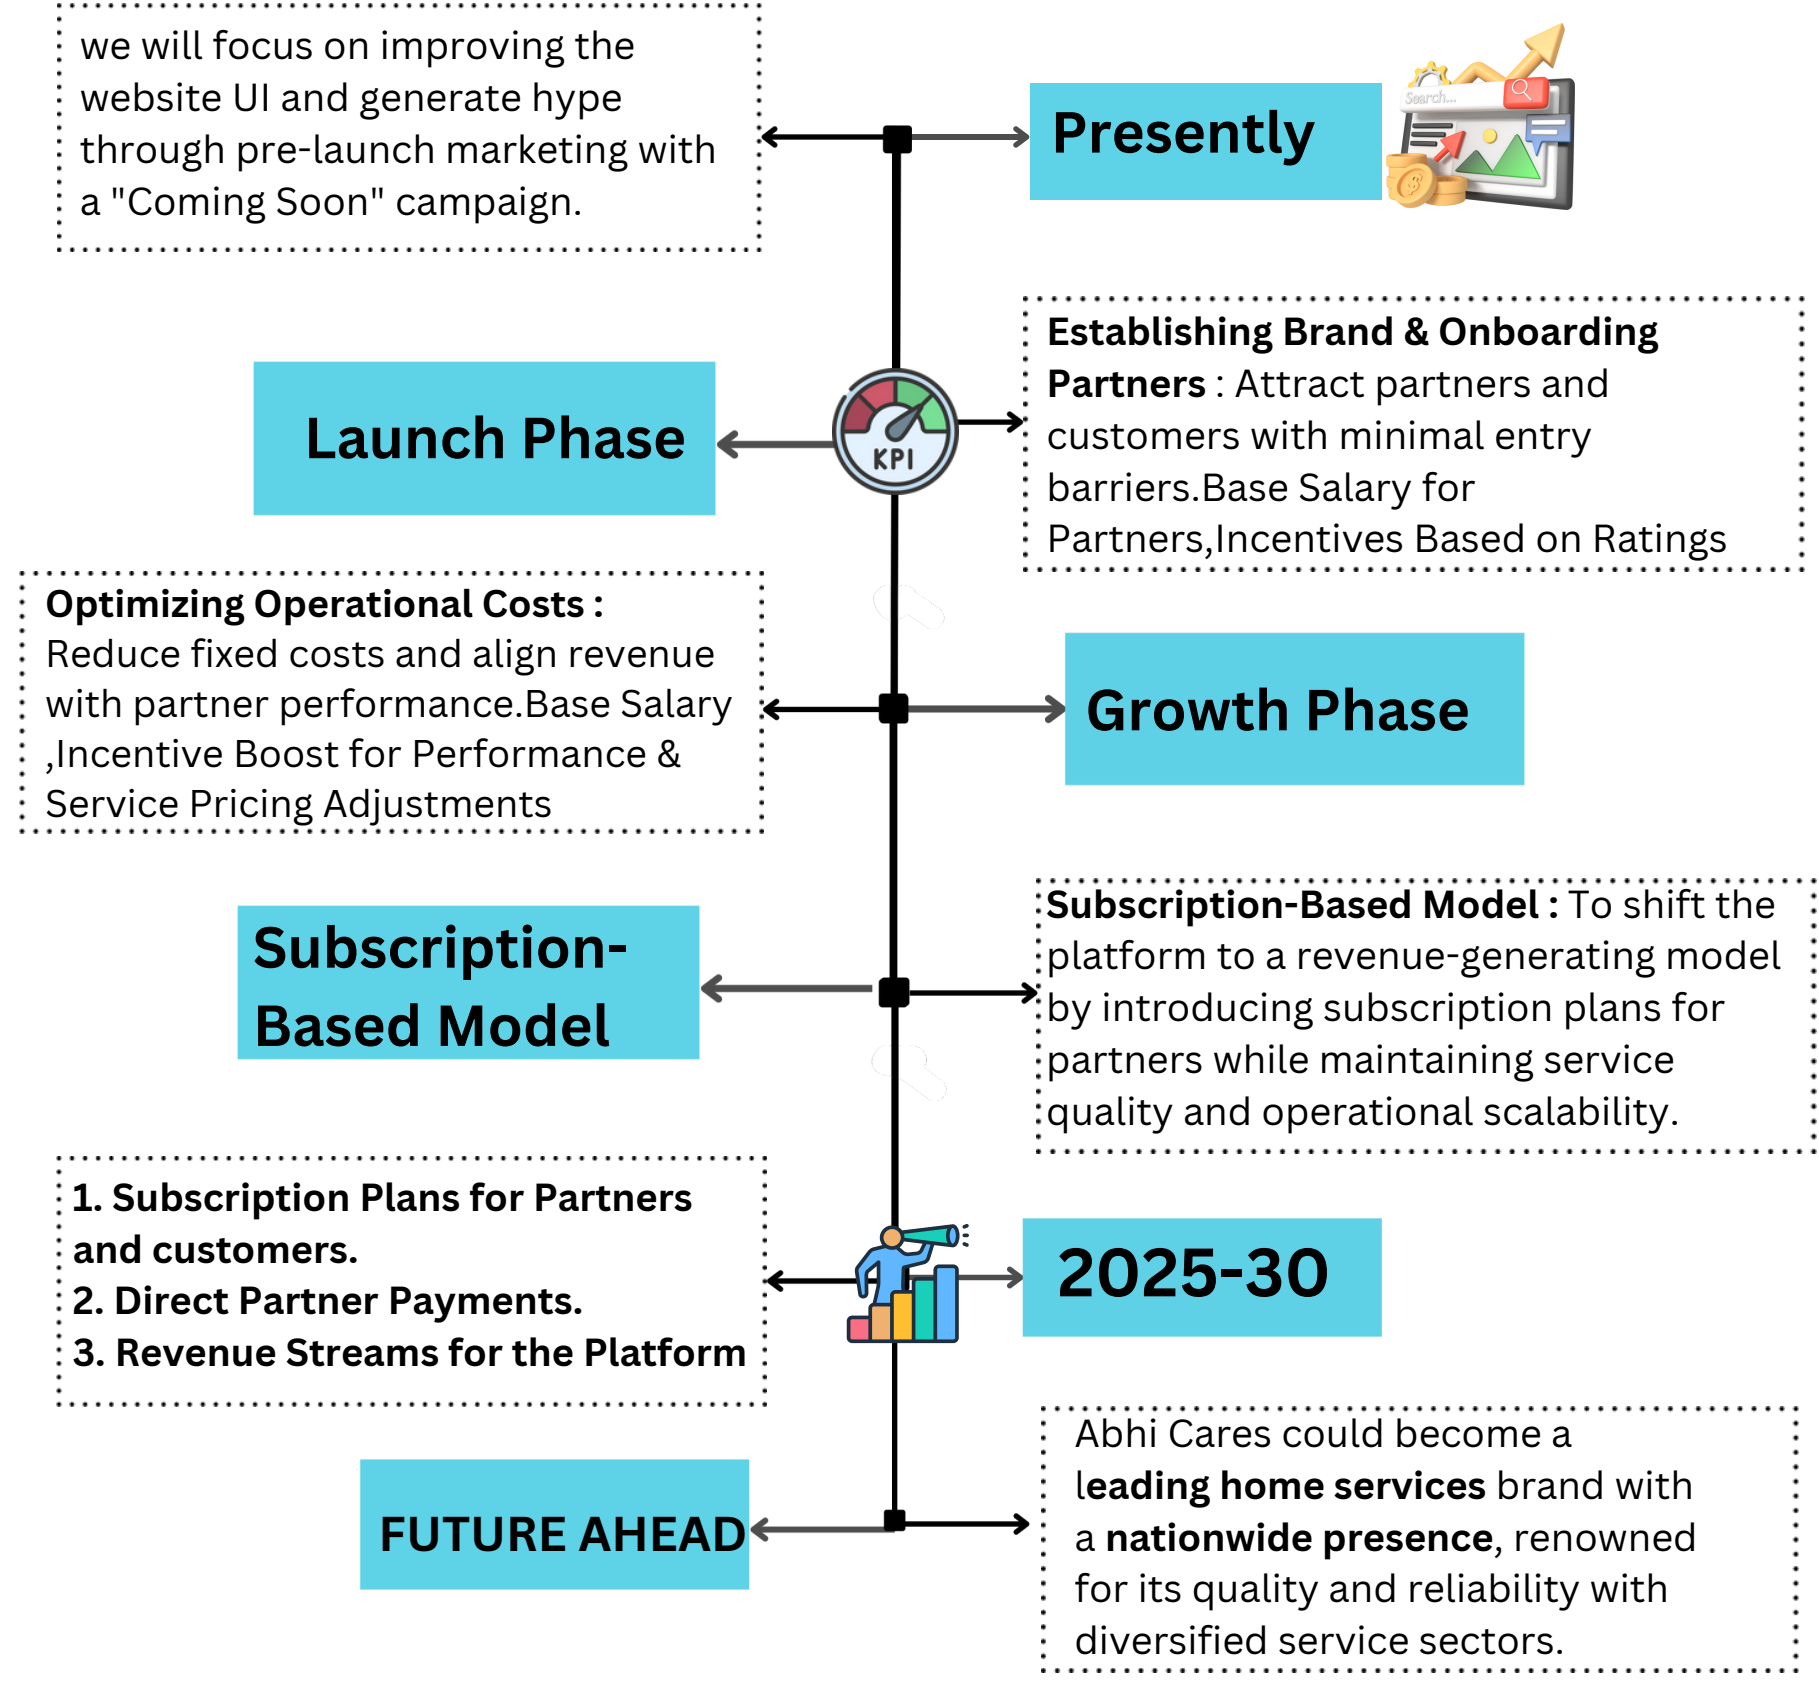 we will focus on improving the
website UI and generate hype
through pre-launch marketing with
a "Coming Soon" campaign.
Presently
Search...
Launch Phase
KPI
Establishing Brand & Onboarding
Partners : Attract partners and
customers with minimal entry
barriers.Base Salary for
Partners,Incentives Based on Ratings
Optimizing Operational Costs :
Reduce fixed costs and align revenue
with partner performance.Base Salary
,Incentive Boost for Performance &
Service Pricing Adjustments
Growth Phase
Subscription-
Based Model
Subscription-Based Model : To shift the
platform to a revenue-generating model
by introducing subscription plans for
partners while maintaining service
quality and operational scalability.
1. Subscription Plans for Partners
and customers.
2. Direct Partner Payments.
3. Revenue Streams for the Platform
2025-30
FUTURE AHEAD
Abhi Cares could become a
leading home services brand with
a nationwide presence, renowned
for its quality and reliability with
diversified service sectors.